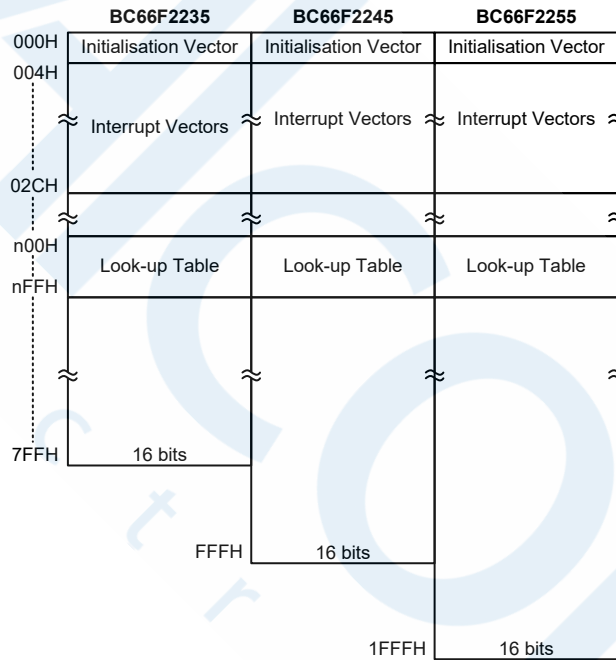 BC66F2235 BC66F2245 BC66F2255
000H Initialisation Vector Initialisation Vector Initialisation Vector
004H
Interrupt Vectors Interrupt Vectors Interrupt Vectors
02CH
n00H
Look-up Table Look-up Table Look-up Table
nFFH
7FFH 16 bits
FFFH 16 bits
1FFFH 16 bits
c t r